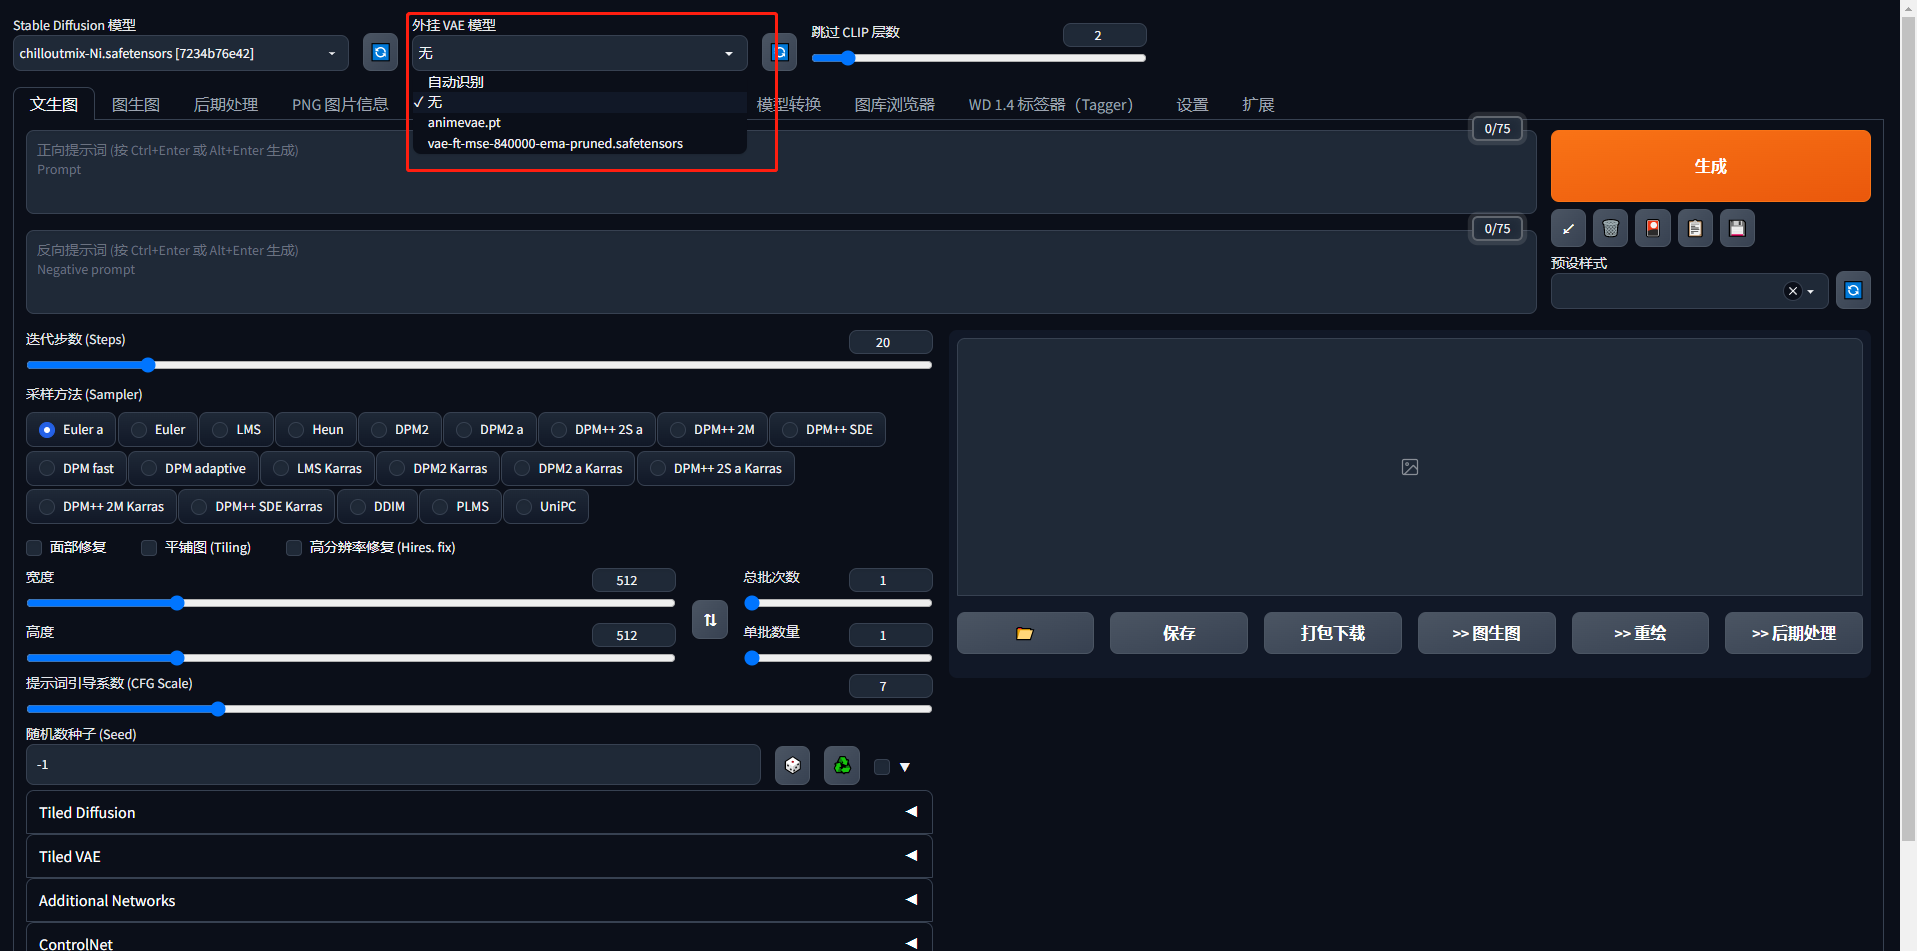 Stable Diffusion 模型
chilloutmix-Ni.safetensors [7234b76e42]
外挂 VAE 模型
无
自动识别
✓ 无
animevae.pt
vae-ft-mse-840000-ema-pruned.safetensors
跳过 CLIP 层数
2
文生图
图生图
后期处理
PNG 图片信息
模型转换
图库浏览器
WD 1.4 标签器（Tagger）
设置
扩展
正向提示词 (按 Ctrl+Enter 或 Alt+Enter 生成)
Prompt
0/75
反向提示词 (按 Ctrl+Enter 或 Alt+Enter 生成)
Negative prompt
0/75
生成
预设样式
迭代步数 (Steps)
20
采样方法 (Sampler)
Euler a
Euler
LMS
Heun
DPM2
DPM2 a
DPM++ 2S a
DPM++ 2M
DPM++ SDE
DPM fast
DPM adaptive
LMS Karras
DPM2 Karras
DPM2 a Karras
DPM++ 2S a Karras
DPM++ 2M Karras
DPM++ SDE Karras
DDIM
PLMS
UniPC
面部修复
平铺图 (Tiling)
高分辨率修复 (Hires. fix)
宽度
512
总批次数
1
高度
512
单批数量
1
提示词引导系数 (CFG Scale)
7
随机数种子 (Seed)
-1
Tiled Diffusion
Tiled VAE
Additional Networks
ControlNet
保存
打包下载
>> 图生图
>> 重绘
>> 后期处理